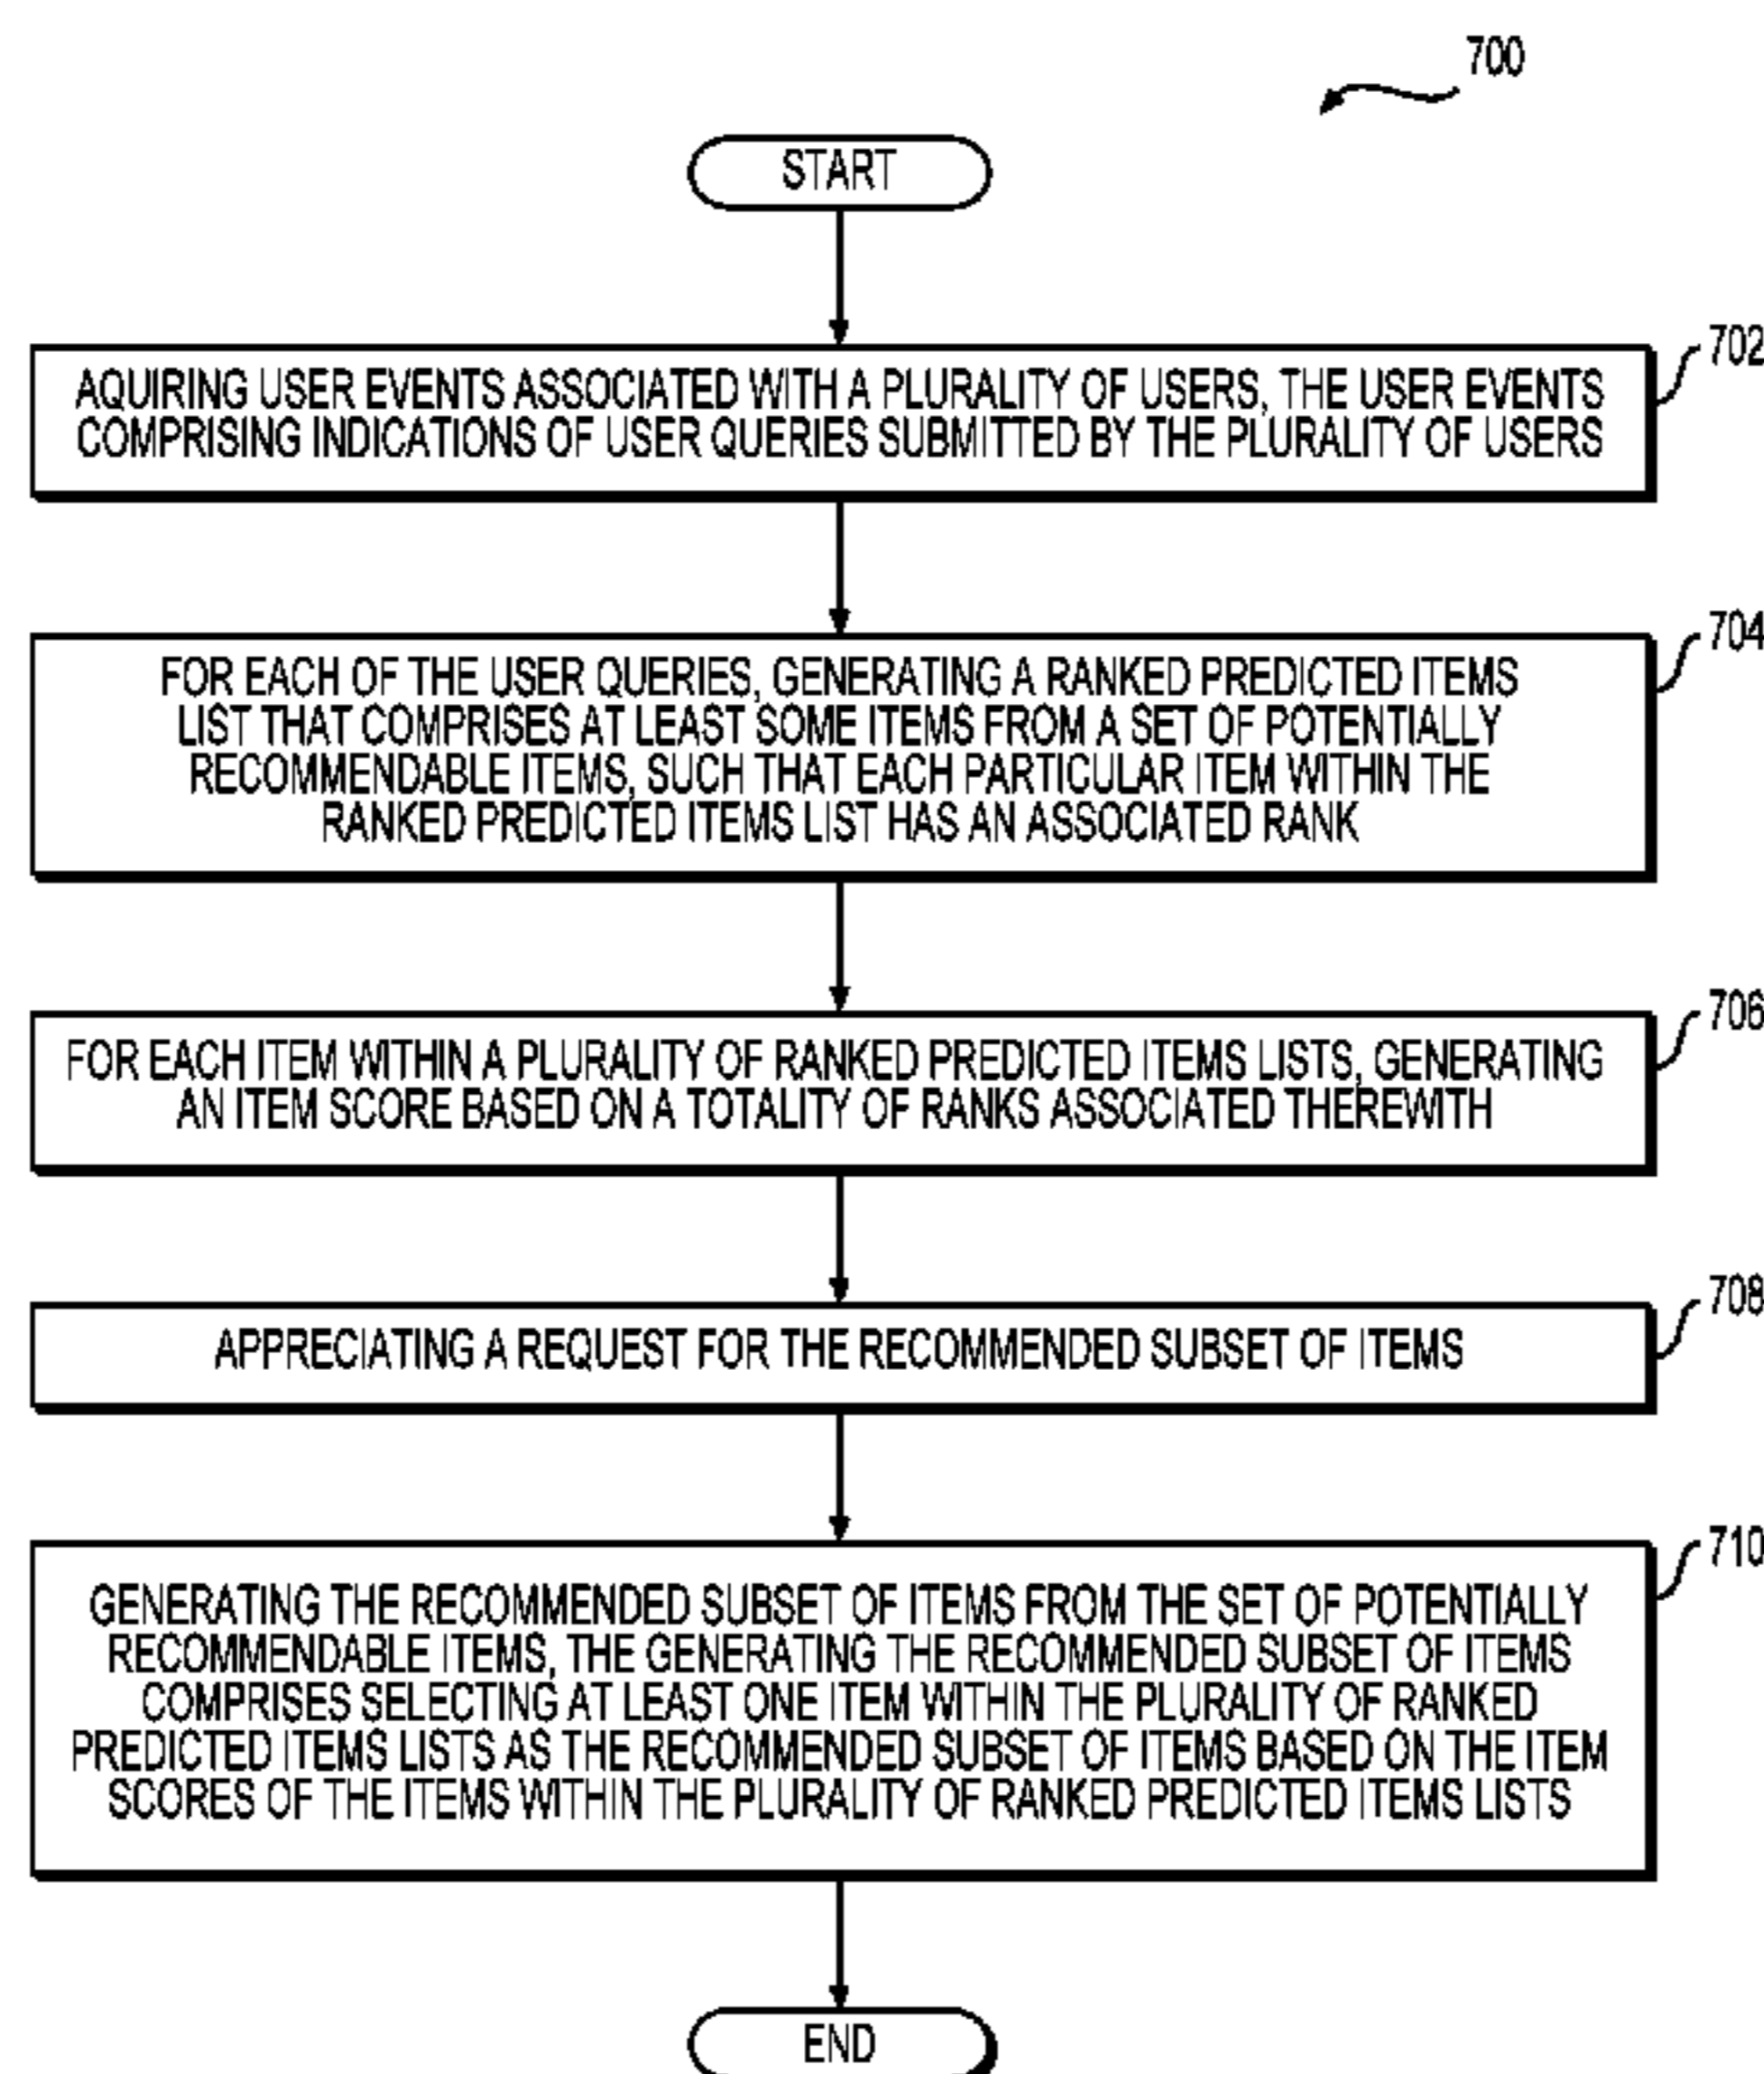 700
START
702
AQUIRING USER EVENTS ASSOCIATED WITH A PLURALITY OF USERS, THE USER EVENTS
COMPRISING INDICATIONS OF USER QUERIES SUBMITTED BY THE PLURALITY OF USERS
704
FOR EACH OF THE USER QUERIES, GENERATING A RANKED PREDICTED ITEMS
LIST THAT COMPRISES AT LEAST SOME ITEMS FROM A SET OF POTENTIALLY
RECOMMENDABLE ITEMS, SUCH THAT EACH PARTICULAR ITEM WITHIN THE
RANKED PREDICTED ITEMS LIST HAS AN ASSOCIATED RANK
706
FOR EACH ITEM WITHIN A PLURALITY OF RANKED PREDICTED ITEMS LISTS, GENERATING
AN ITEM SCORE BASED ON A TOTALITY OF RANKS ASSOCIATED THEREWITH
708
APPRECIATING A REQUEST FOR THE RECOMMENDED SUBSET OF ITEMS
710
GENERATING THE RECOMMENDED SUBSET OF ITEMS FROM THE SET OF POTENTIALLY
RECOMMENDABLE ITEMS, THE GENERATING THE RECOMMENDED SUBSET OF ITEMS
COMPRISES SELECTING AT LEAST ONE ITEM WITHIN THE PLURALITY OF RANKED
PREDICTED ITEMS LISTS AS THE RECOMMENDED SUBSET OF ITEMS BASED ON THE ITEM
SCORES OF THE ITEMS WITHIN THE PLURALITY OF RANKED PREDICTED ITEMS LISTS
END